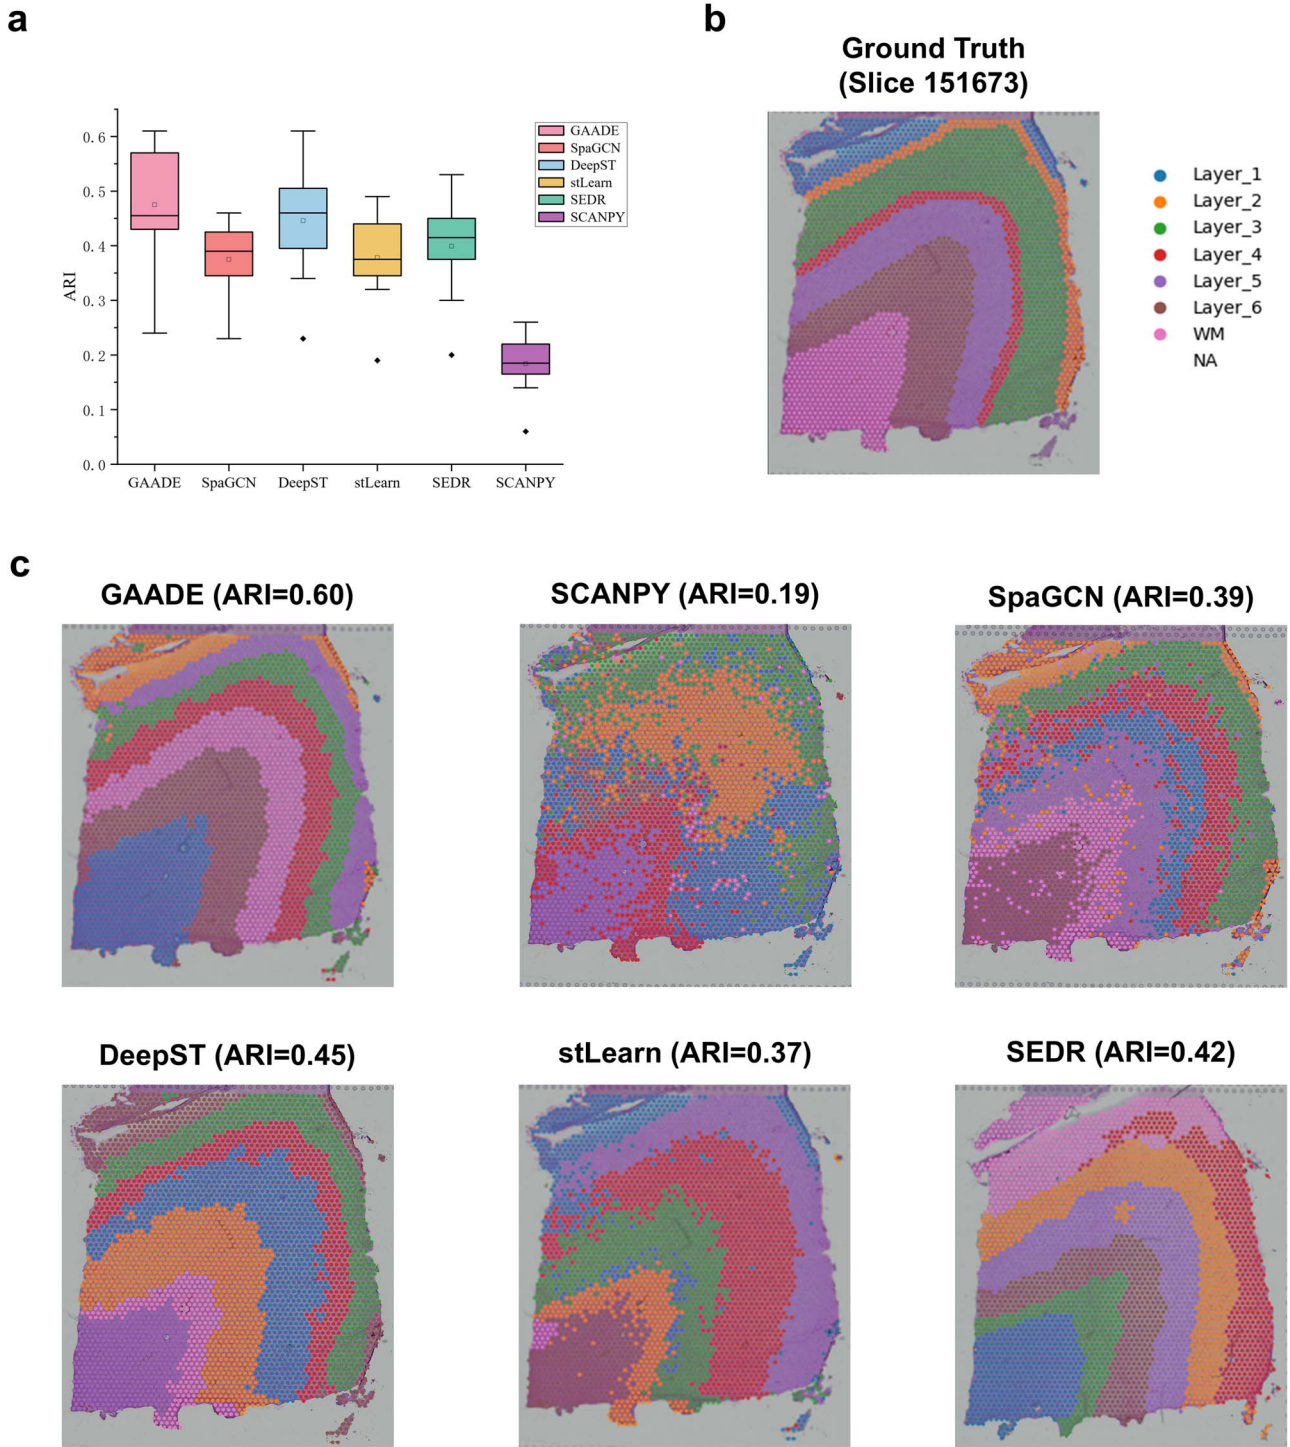 a
b
Ground Truth
(Slice 151673)
ARI
0.6
0.5
0.4
0.3
0.2
0.1
0.0
GAADE
SpaGCN
DeepST
stLearn
SEDR
SCANPY
GAADE SpaGCN DeepST stLearn SEDR SCANPY
Layer_1
Layer_2
Layer_3
Layer_4
Layer_5
Layer_6
WM
NA
c
GAADE (ARI=0.60)
SCANPY (ARI=0.19)
SpaGCN (ARI=0.39)
DeepST (ARI=0.45)
stLearn (ARI=0.37)
SEDR (ARI=0.42)